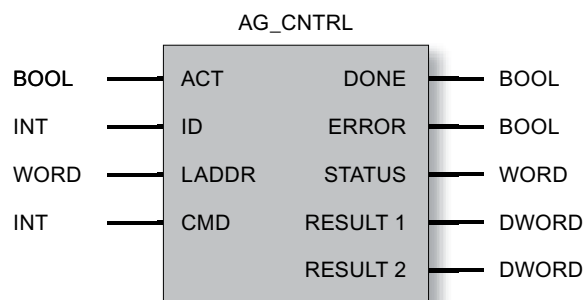 AG_CNTRL
BOOL ACT DONE BOOL
INT ID ERROR BOOL
WORD LADDR STATUS WORD
INT CMD RESULT 1 DWORD
RESULT 2 DWORD